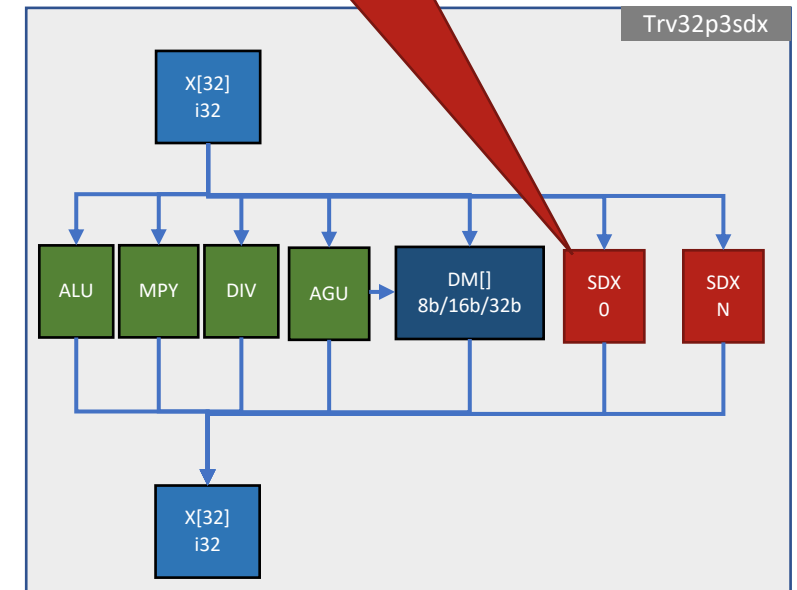 Trv32p3sdx
X[32]
i32
ALU
MPY
DIV
AGU
DM[]
8b/16b/32b
SDX
0
SDX
N
X[32]
i32